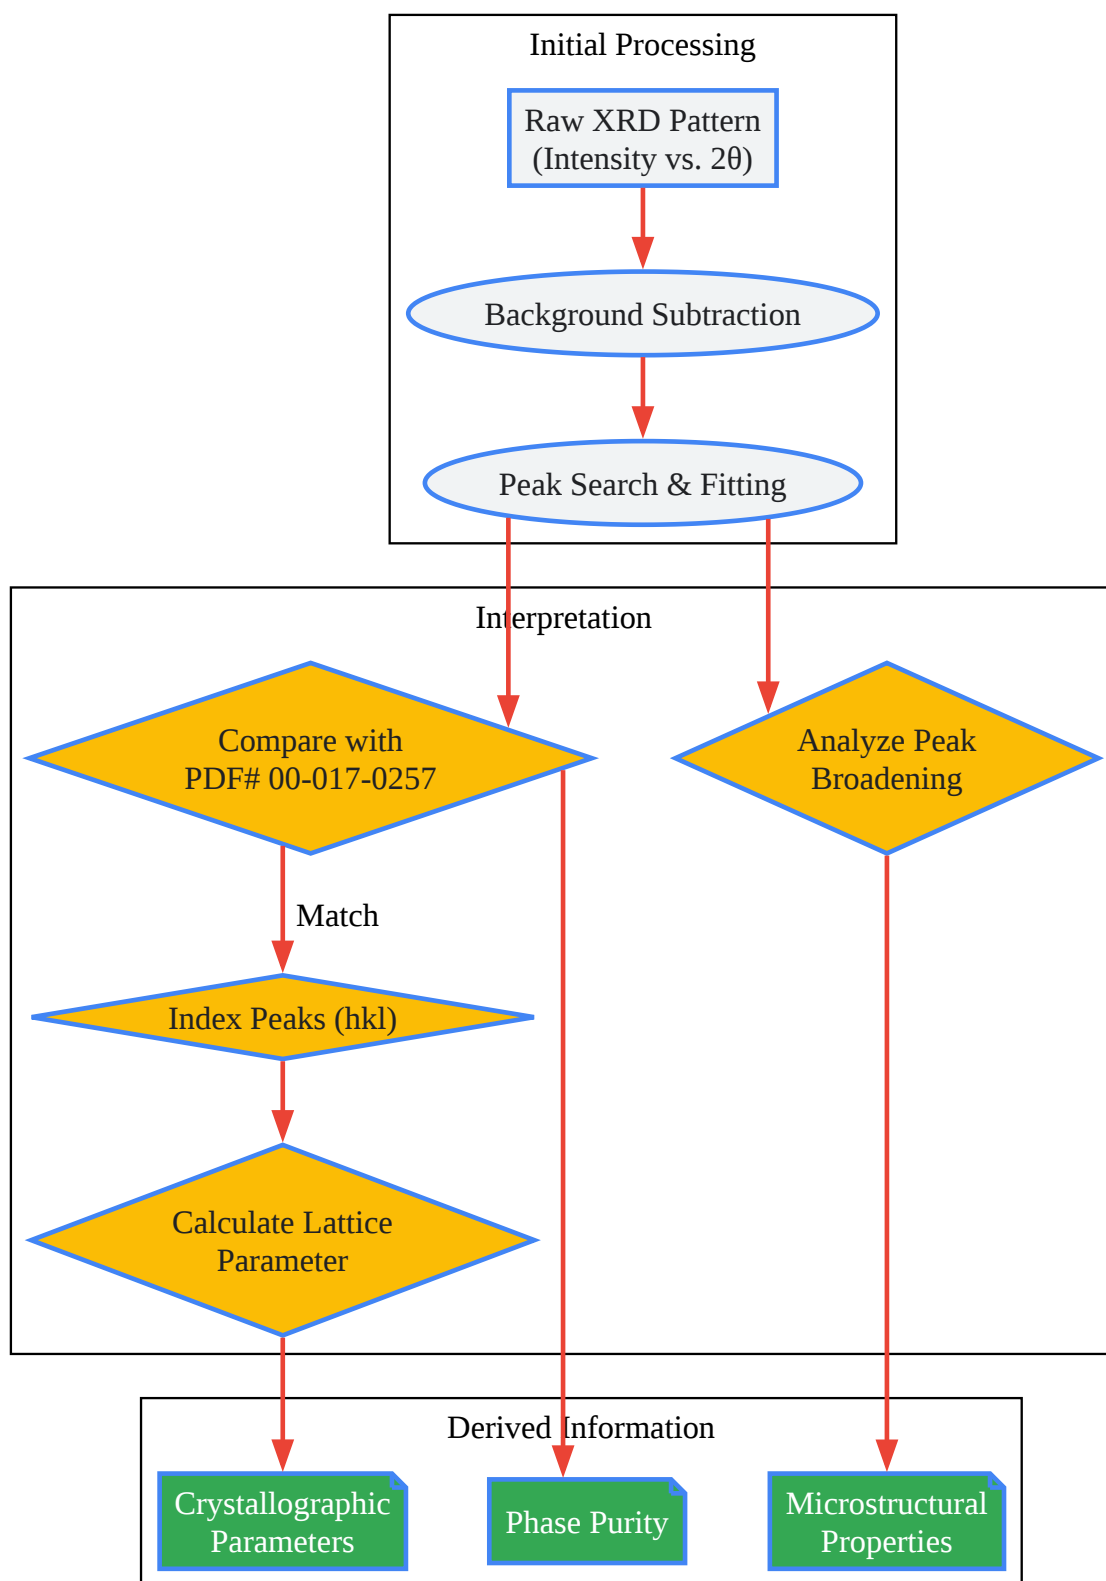 Initial Processing
Raw XRD Pattern
(Intensity vs. 2θ)
Background Subtraction
Peak Search & Fitting
Interpretation
Compare with
PDF# 00-017-0257
Analyze Peak
Broadening
Match
Index Peaks (hkl)
Calculate Lattice
Parameter
Derived Information
Crystallographic
Parameters
Phase Purity
Microstructural
Properties